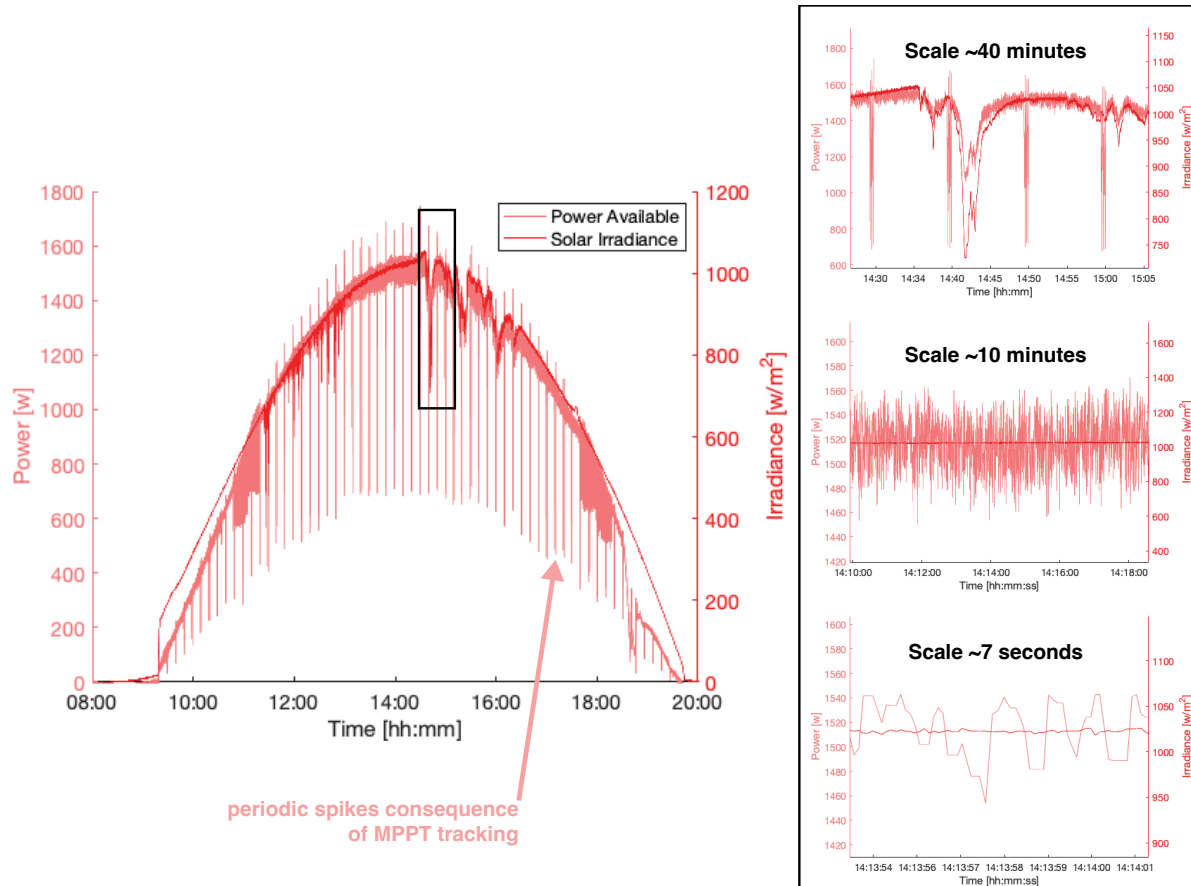 1800
1600
1400
1200
1000
800
600
400
200
0
Power [w]
1200
1000
800
600
400
200
0
Irradiance [w/m²]
Power Available
Solar Irradiance
08:00 10:00 12:00 14:00 16:00 18:00 20:00
Time [hh:mm]
periodic spikes consequence
of MPPT tracking
Scale ~40 minutes
1800
1600
1400
1200
1000
800
600
Power [w]
1150
1100
1050
1000
950
900
850
800
750
Irradiance [w/m²]
14:30 14:34 14:40 14:45 14:50 14:55 15:00 15:05
Time [hh:mm]
Scale ~10 minutes
1600
1580
1560
1540
1520
1500
1480
1460
1440
1420
Power [w]
1600
1400
1200
1000
800
600
400
Irradiance [w/m²]
14:10:00 14:12:00 14:14:00 14:16:00 14:18:00
Time [hh:mm:ss]
Scale ~7 seconds
1600
1580
1560
1540
1520
1500
1480
1460
1440
1420
Power [w]
1100
1050
1000
950
900
Irradiance [w/m²]
14:13:54 14:13:56 14:13:57 14:13:58 14:13:59 14:14:00 14:14:01
Time [hh:mm:ss]